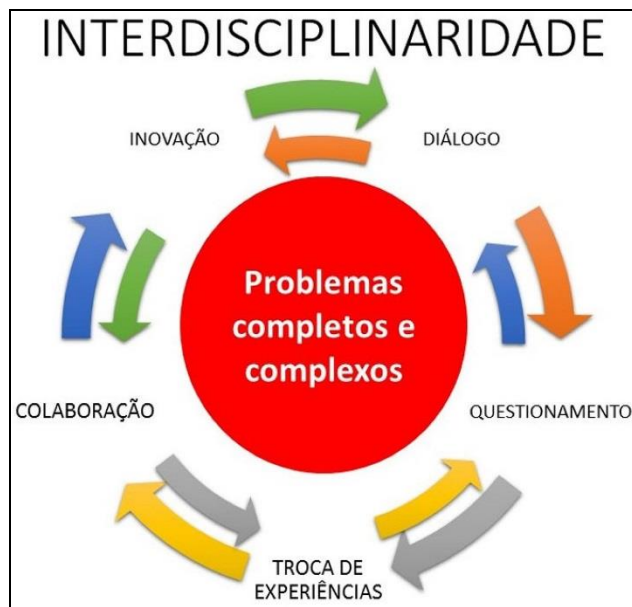 INTERDISCIPLINARIDADE
INOVAÇÃO
DIÁLOGO
Problemas
completos e
complexos
COLABORAÇÃO
QUESTIONAMENTO
TROCA DE
EXPERIÊNCIAS